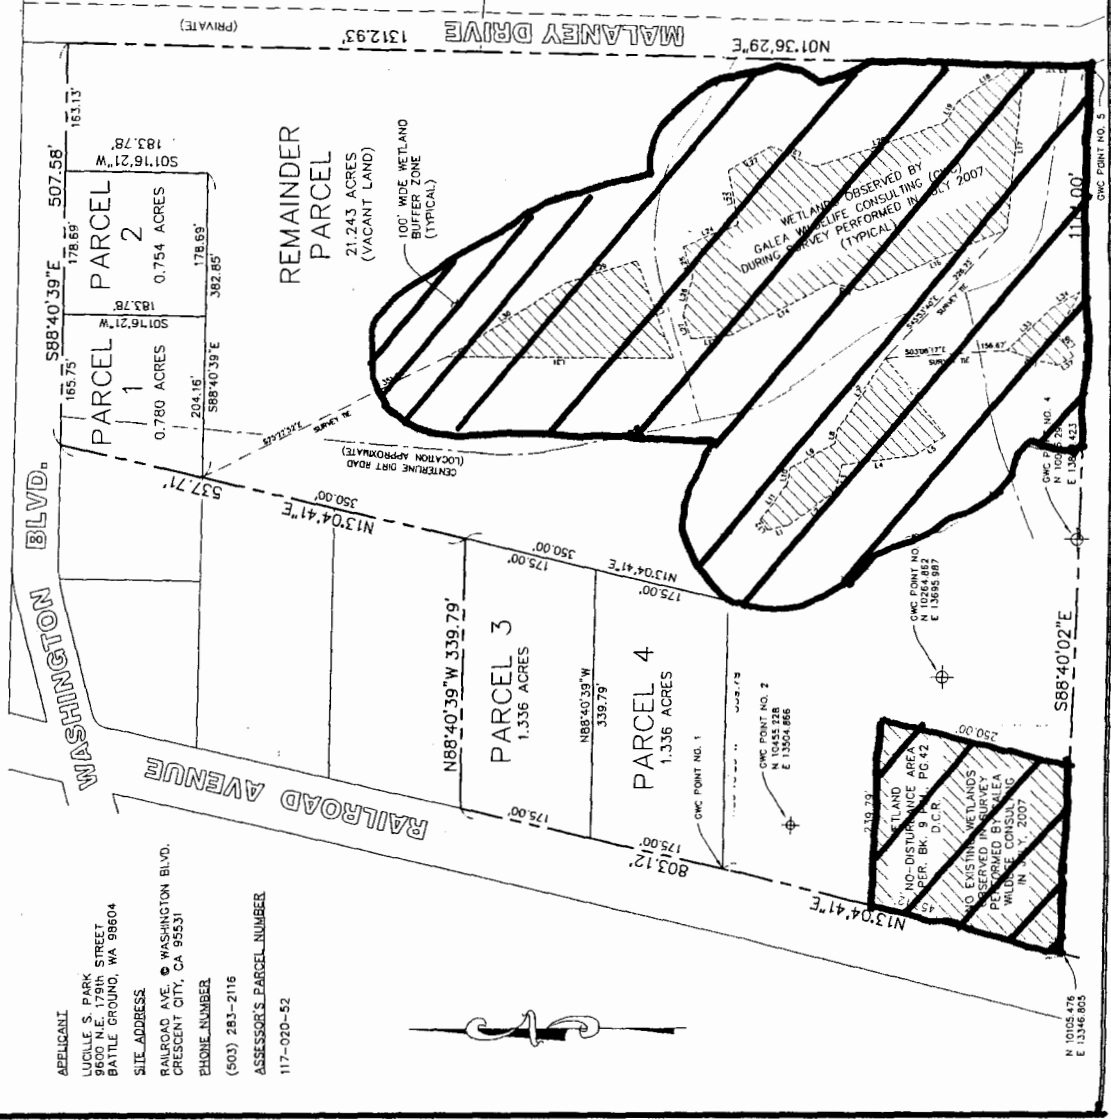 MALANEY DRIVE
(PRIVATE)
1312.93'
N01°36'29"E
WASHINGTON BLVD.
RAILROAD AVENUE
S88°40'39"E 507.58'
165.75'
178.69'
163.13'
PARCEL 1
0.780 ACRES
PARCEL 2
0.754 ACRES
S01°16'21"W
183.78'
S01°16'21"W
183.78'
204.16'
178.69'
S88°40'39"E
382.85'
REMAINDER
PARCEL
21.243 ACRES
(VACANT LAND)
100' WIDE WETLAND
BUFFER ZONE
(TYPICAL)
WETLANDS OBSERVED BY
GALEA WILDLIFE CONSULTING (GWC)
DURING SURVEY PERFORMED IN JULY 2007
(TYPICAL)
SURVEY TIE
CENTERLINE DIRT ROAD
(LOCATION APPROXIMATE)
537.71'
N13°04'41"E
350.00'
350.00'
N13°04'41"E
175.00'
175.00'
N88°40'39"W 339.79'
PARCEL 3
1.336 ACRES
N88°40'39"W
339.79'
PARCEL 4
1.336 ACRES
175.00'
175.00'
803.12'
N13°04'41"E
GWC POINT NO. 1
GWC POINT NO. 2
N 10455.228
E 13504.866
GWC POINT NO.
N 10264.862
E 13695.987
GWC POINT NO. 4
GWC POINT NO. 5
SURVEY TIE
156.67'
SURVEY TIE
S88°40'02"E
239.79'
250.00'
WETLAND
NO-DISTURBANCE AREA
PER. BK. 9 P.M., PG.42
D.C.R.
NO EXISTING WETLANDS
OBSERVED IN SURVEY
PERFORMED BY GALEA
WILDLIFE CONSULTING
IN JULY, 2007
N 10105.476
E 13346.805
APPLICANT
LUCILLE S. PARK
9600 N.E. 179th STREET
BATTLE GROUND, WA 98604
SITE ADDRESS
RAILROAD AVE. @ WASHINGTON BLVD.
CRESCENT CITY, CA 95531
PHONE NUMBER
(503) 283-2116
ASSESSOR'S PARCEL NUMBER
117-020-52